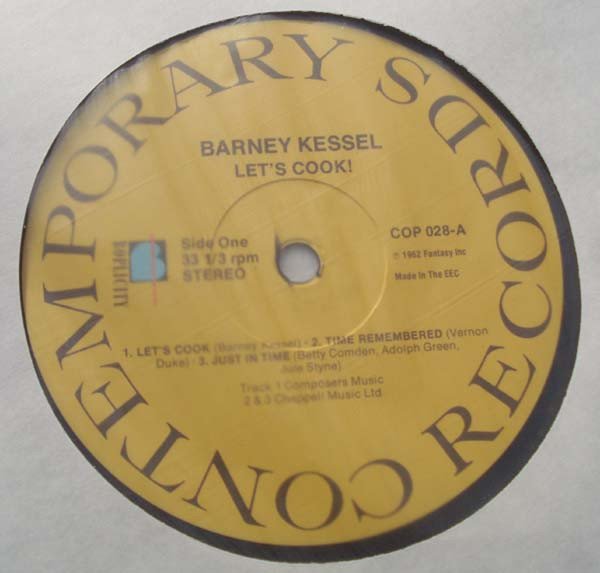 CONTEMPORARY RECORDS
BARNEY KESSEL
LET'S COOK!
BOPLICITY
B
Side One
33 1/3 rpm
STEREO
COP 028-A
℗ 1962 Fantasy Inc
Made In The EEC
1. LET'S COOK (Barney Kessel) · 2. TIME REMEMBERED (Vernon
Duke) · 3. JUST IN TIME (Betty Comden, Adolph Green,
Jule Styne)
Track 1 Composers Music
2 & 3 Chappell Music Ltd